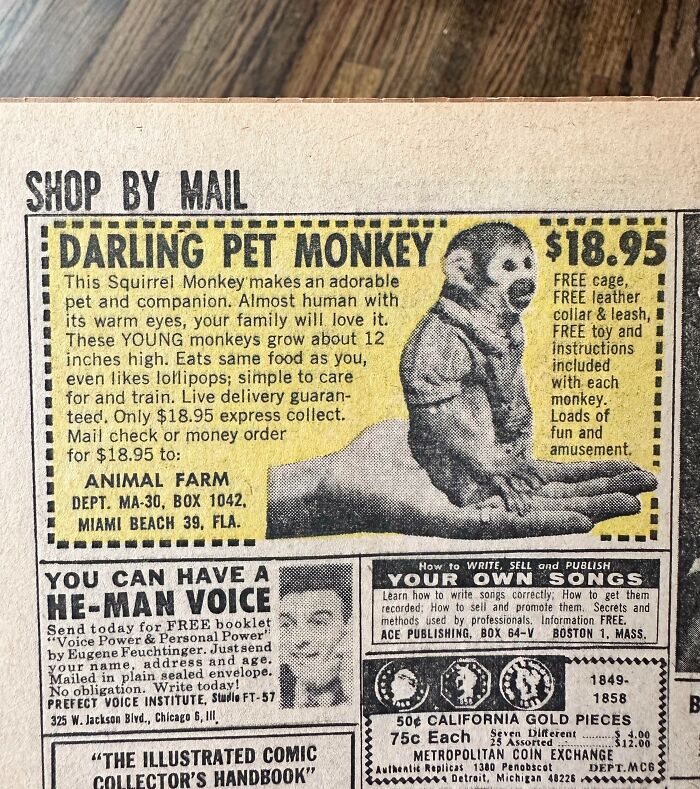 SHOP BY MAIL
DARLING PET MONKEY
This Squirrel Monkey makes an adorable
pet and companion. Almost human with
its warm eyes, your family will love it.
These YOUNG monkeys grow about 12
inches high. Eats same food as you,
even likes lollipops; simple to care
for and train. Live delivery guaran-
teed. Only $18.95 express collect.
Mail check or money order
for $18.95 to:
ANIMAL FARM
DEPT. MA-30, BOX 1042,
MIAMI BEACH 39, FLA.
$18.95
FREE cage,
FREE leather
collar & leash,
FREE toy and
instructions
included
with each
monkey.
Loads of
fun and
amusement.
YOU CAN HAVE A
HE-MAN VOICE
Send today for FREE booklet
"Voice Power & Personal Power"
by Eugene Feuchtinger. Just send
your name, address and age.
Mailed in plain sealed envelope.
No obligation. Write today!
PREFECT VOICE INSTITUTE, Studio FT-57
325 W. Jackson Blvd., Chicago 6, Ill.
How to WRITE, SELL and PUBLISH
YOUR OWN SONGS
Learn how to write songs correctly; How to get them
recorded; How to sell and promote them. Secrets and
methods used by professionals. Information FREE.
ACE PUBLISHING, BOX 64-V BOSTON 1, MASS.
1849-
1858
50¢ CALIFORNIA GOLD PIECES
75c Each
Seven Different ........ $ 4.00
25 Assorted ........ $12.00
METROPOLITAN COIN EXCHANGE
Authentic Replicas 1380 Penobscot DEPT. MC6
Detroit, Michigan 48226
"THE ILLUSTRATED COMIC
COLLECTOR'S HANDBOOK"